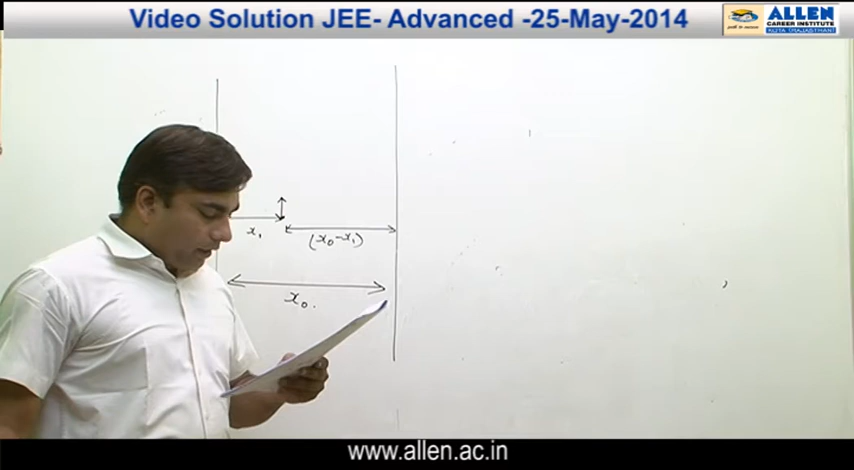 Video Solution JEE- Advanced -25-May-2014
ALLEN
CAREER INSTITUTE
KOTA (RAJASTHAN)
x₁
(x₀-x₁)
x₀.
www.allen.ac.in